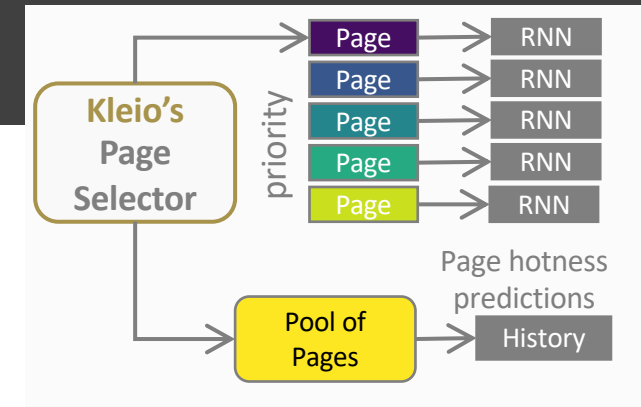 Kleio's
Page
Selector
priority
Page
RNN
Page
RNN
Page
RNN
Page
RNN
Page
RNN
Page hotness
predictions
Pool of
Pages
History